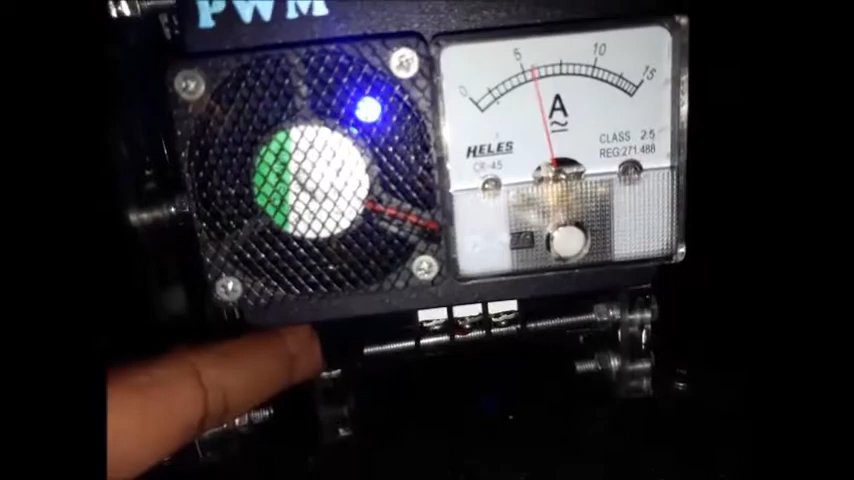 PWM
0 5 10 15
A
HELES
CR-45
CLASS 2.5
REG:271.488